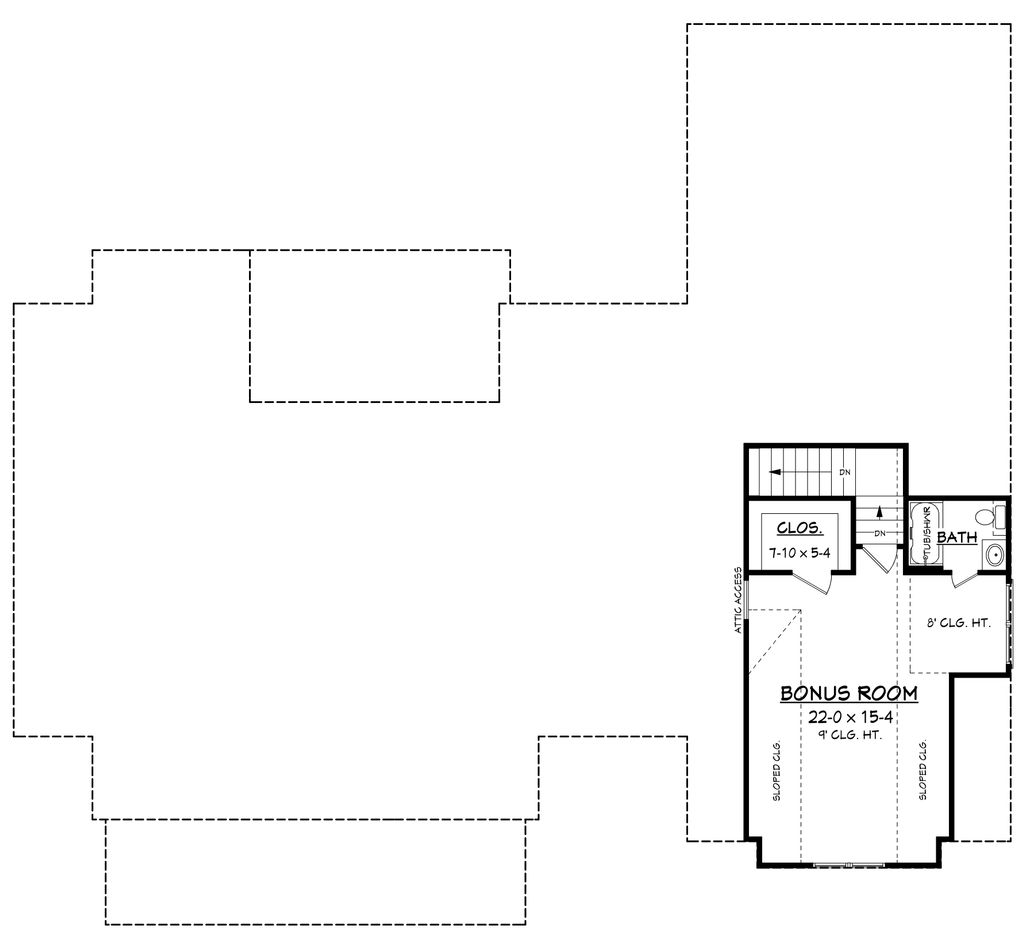 DN
CLOS.
7-10 x 5-4
DN
TUB/SHWR
BATH
ATTIC ACCESS
8' CLG. HT.
BONUS ROOM
22-0 x 15-4
9' CLG. HT.
SLOPED CLG.
SLOPED CLG.